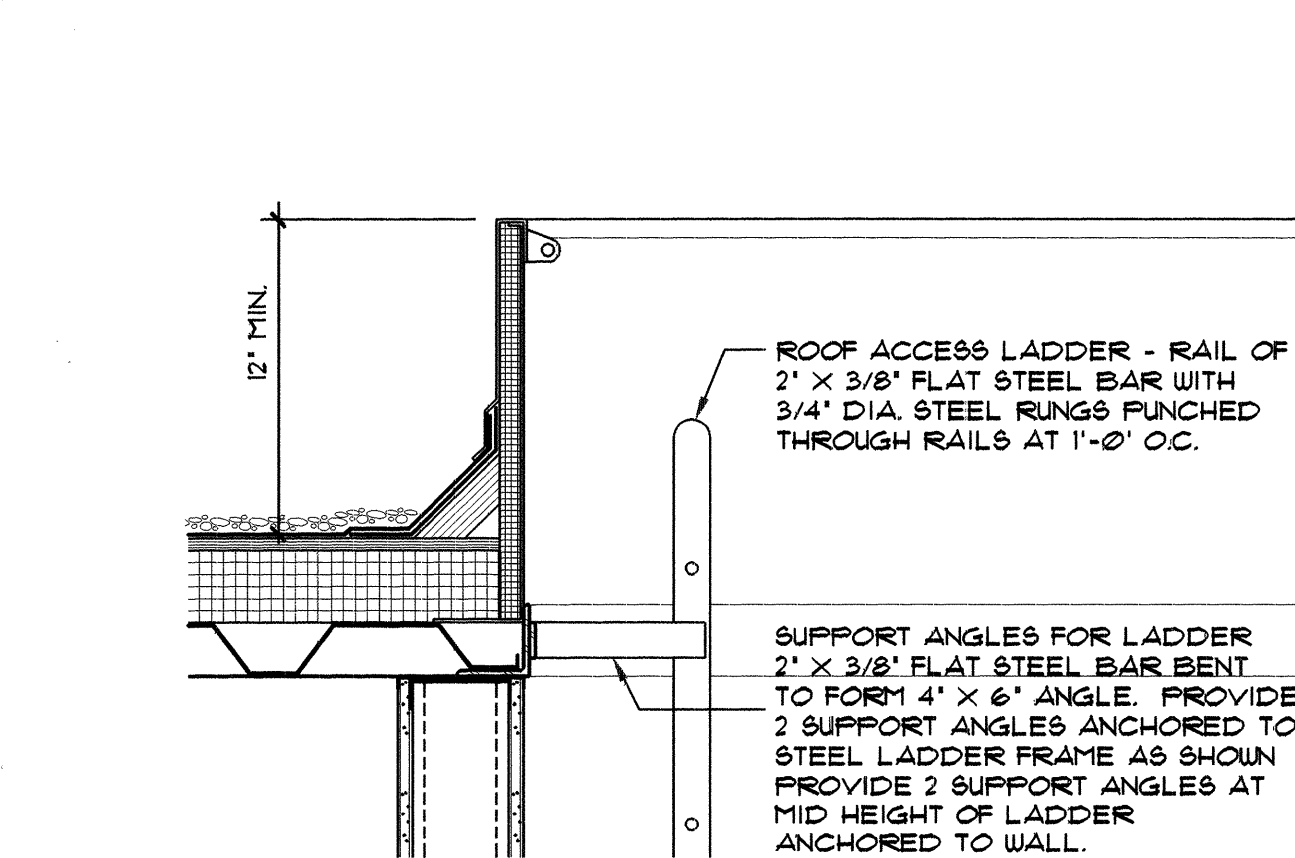 12" MIN.
ROOF ACCESS LADDER - RAIL OF
2" X 3/8" FLAT STEEL BAR WITH
3/4" DIA. STEEL RUNGS PUNCHED
THROUGH RAILS AT 1'-0" O.C.
SUPPORT ANGLES FOR LADDER
2" X 3/8" FLAT STEEL BAR BENT
TO FORM 4" X 6" ANGLE. PROVIDE
2 SUPPORT ANGLES ANCHORED TO
STEEL LADDER FRAME AS SHOWN
PROVIDE 2 SUPPORT ANGLES AT
MID HEIGHT OF LADDER
ANCHORED TO WALL.